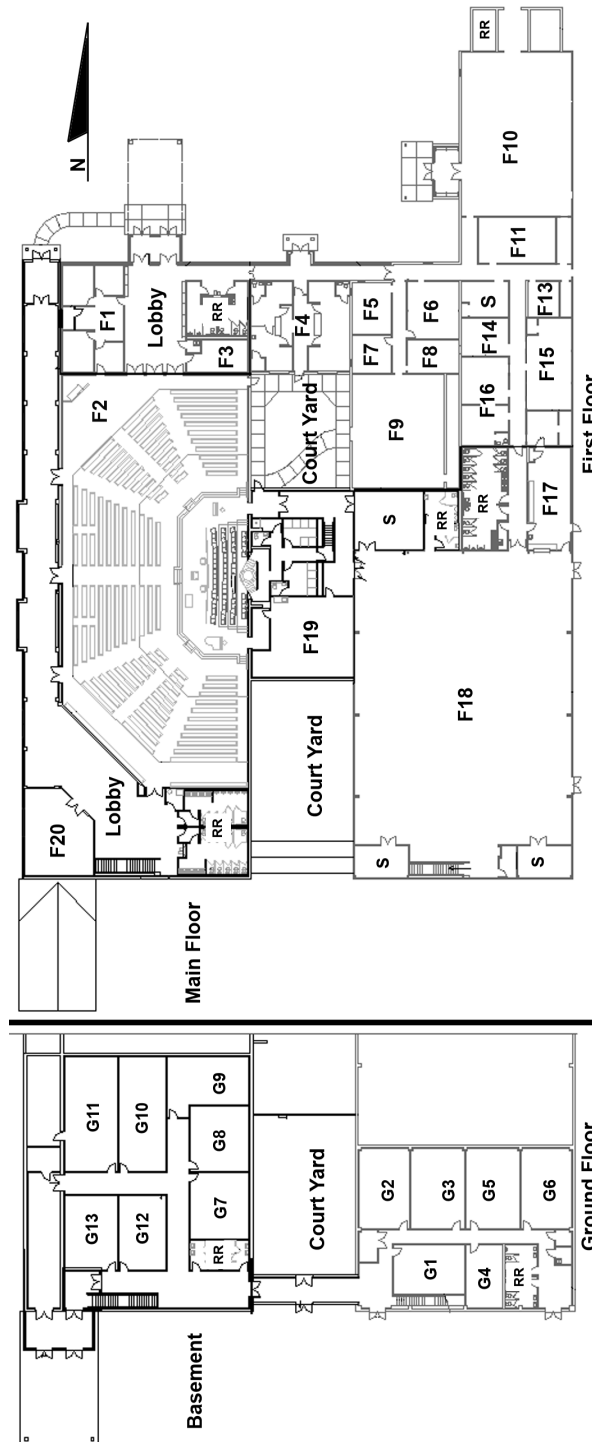 N
RR
F10
F11
F1
Lobby
RR
F3
F4
F5
F6
S
F13
F14
F7
F8
F15
F2
Court Yard
F9
F16
S
RR
RR
F17
First Floor
F19
F18
Court Yard
F20
Lobby
RR
S
S
Main Floor
G11
G10
G9
G8
G13
G12
G7
RR
Court Yard
G2
G3
G5
G6
G1
G4
RR
Ground Floor
Basement